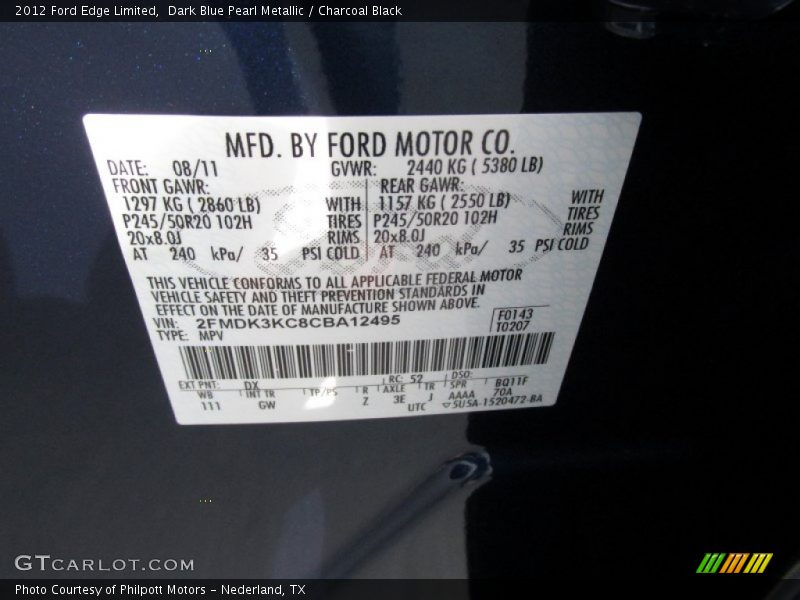 2012 Ford Edge Limited,  Dark Blue Pearl Metallic / Charcoal Black
MFD. BY FORD MOTOR CO.
DATE: 08/11 GVWR: 2440 KG ( 5380 LB)
FRONT GAWR: REAR GAWR:
1297 KG ( 2860 LB) WITH 1157 KG ( 2550 LB) WITH
P245/50R20 102H TIRES P245/50R20 102H TIRES
20x8.0J RIMS 20x8.0J RIMS
AT 240 kPa/ 35 PSI COLD AT 240 kPa/ 35 PSI COLD
THIS VEHICLE CONFORMS TO ALL APPLICABLE FEDERAL MOTOR
VEHICLE SAFETY AND THEFT PREVENTION STANDARDS IN
EFFECT ON THE DATE OF MANUFACTURE SHOWN ABOVE.
VIN: 2FMDK3KC8CBA12495 F0143
TYPE: MPV T0207
EXT PNT: DX RC: 52 DSO:
WB INT TR TP/PS R AXLE TR SPR BQ11F
111 GW Z 3E J AAAA 70A
UTC 5U5A-1520472-BA
GTCARLOT.COM
Photo Courtesy of Philpott Motors - Nederland, TX